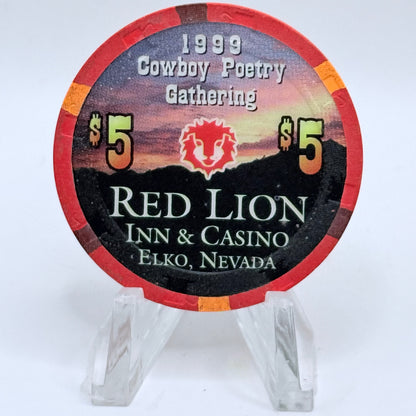 1999
Cowboy Poetry
Gathering
$5 $5
RED LION
INN & CASINO
ELKO, NEVADA